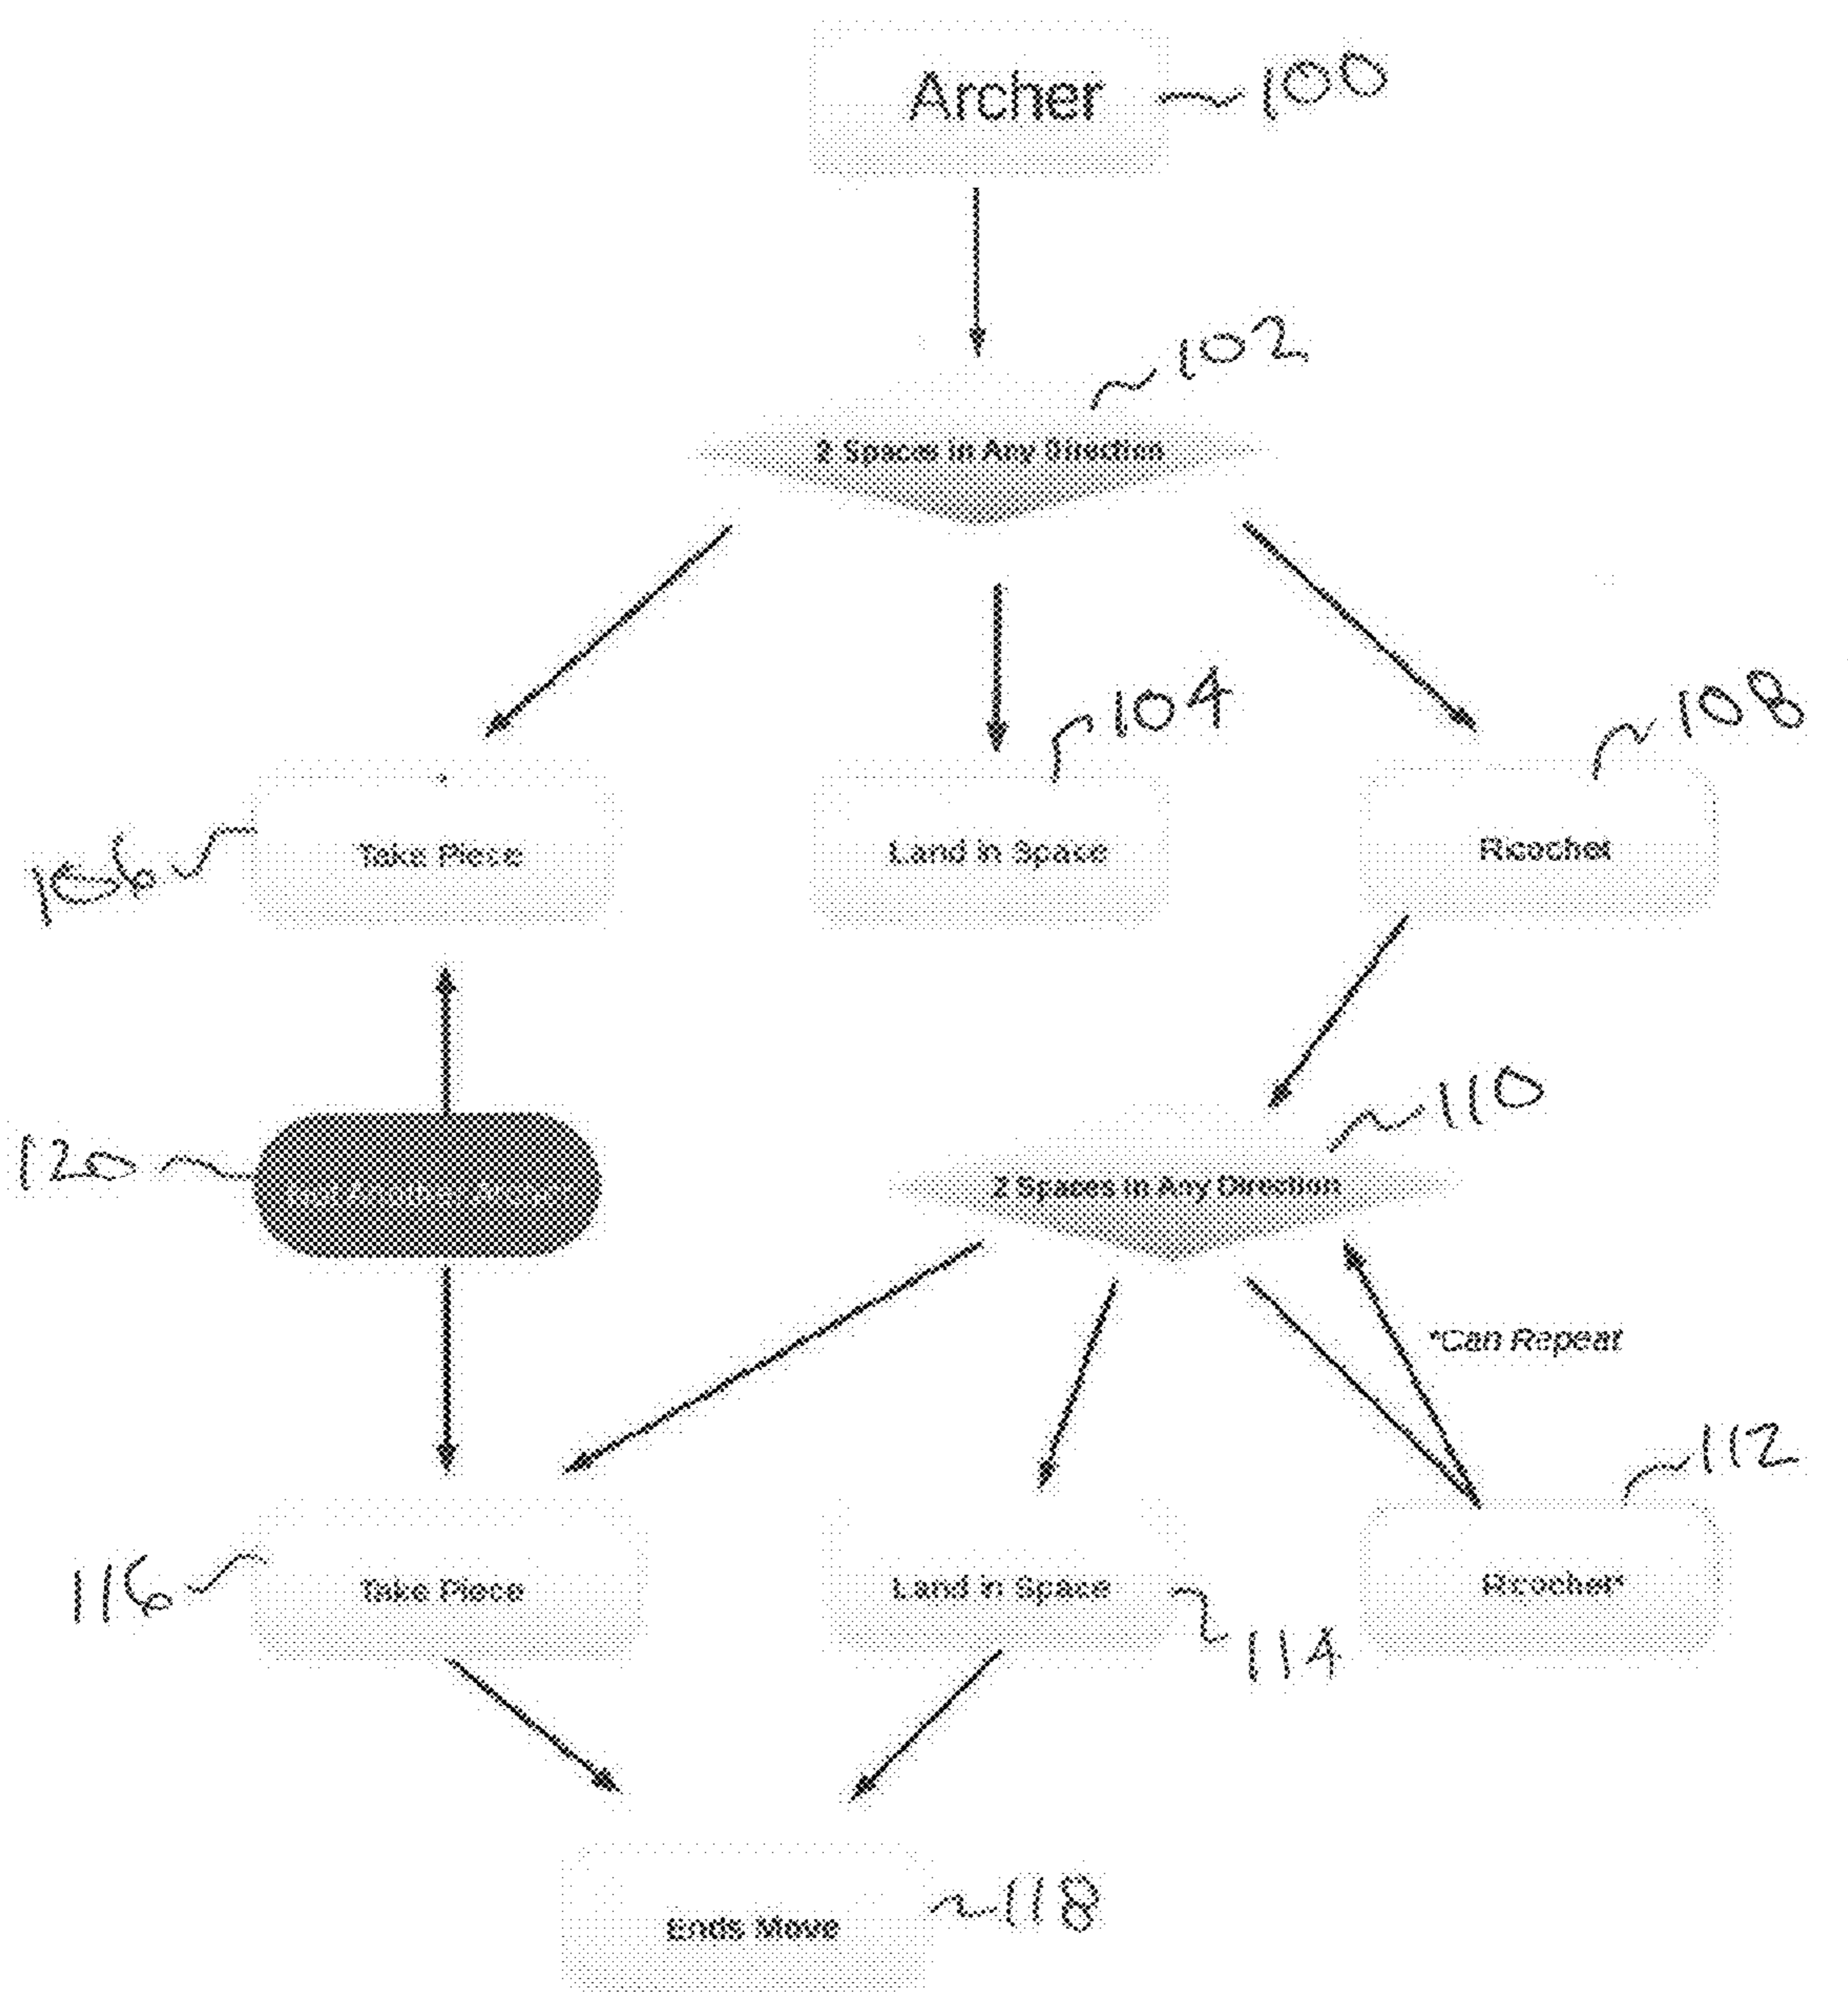 Archer
100
102
2 Spaces in Any Direction
104
108
106
Take Piece
Land in Space
Ricochet
110
120
2 Spaces in Any Direction
*Can Repeat
112
116
Take Piece
Land in Space
Ricochet*
114
118
Ends Move